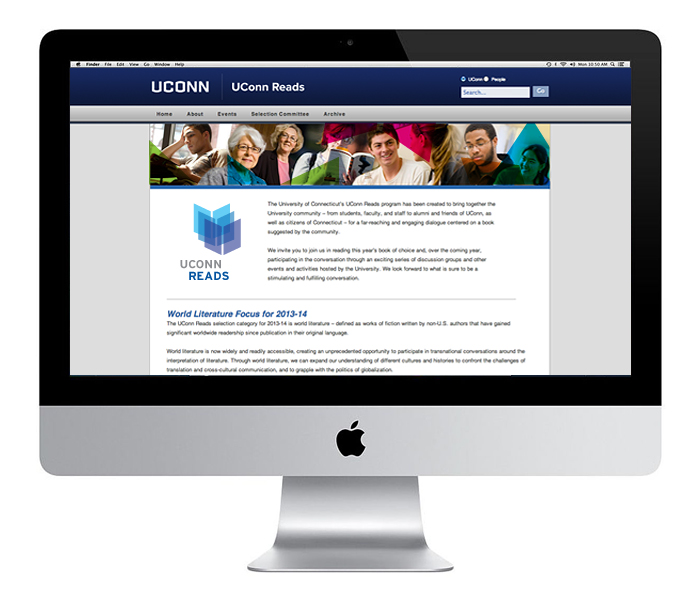 Finder File Edit View Go Window Help
Mon 10:50 AM
UCONN UConn Reads
UConn People
Search... Go
Home About Events Selection Committee Archive
The University of Connecticut's UConn Reads program has been created to bring together the
University community – from students, faculty, and staff to alumni and friends of UConn, as
well as citizens of Connecticut – for a far-reaching and engaging dialogue centered on a book
suggested by the community.
We invite you to join us in reading this year's book of choice and, over the coming year,
participating in the conversation through an exciting series of discussion groups and other
events and activities hosted by the University. We look forward to what is sure to be a
stimulating and fulfilling conversation.
UCONN
READS
World Literature Focus for 2013-14
The UConn Reads selection category for 2013-14 is world literature – defined as works of fiction written by non-U.S. authors that have gained
significant worldwide readership since publication in their original language.
World literature is now widely and readily accessible, creating an unprecedented opportunity to participate in transnational conversations around the
interpretation of literature. Through world literature, we can expand our understanding of different cultures and histories to confront the challenges of
translation and cross-cultural communication, and to grapple with the politics of globalization.